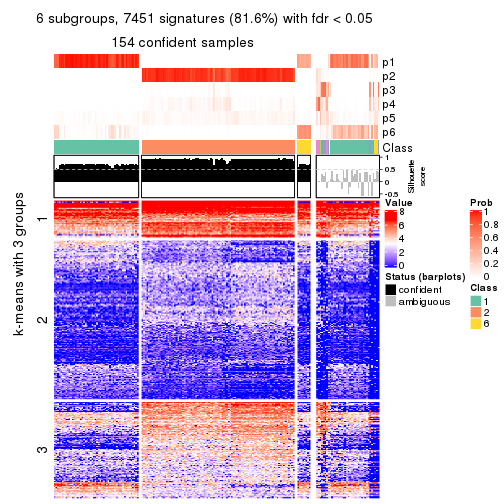 6 subgroups, 7451 signatures (81.6%) with fdr < 0.05
154 confident samples
p1
p2
p3
p4
p5
p6
Class
1
0.5
0
-0.5
Silhouette
score
k-means with 3 groups
1
2
3
Value
8
6
4
2
0
Status (barplots)
confident
ambiguous
Prob
1
0.8
0.6
0.4
0.2
0
Class
1
2
6